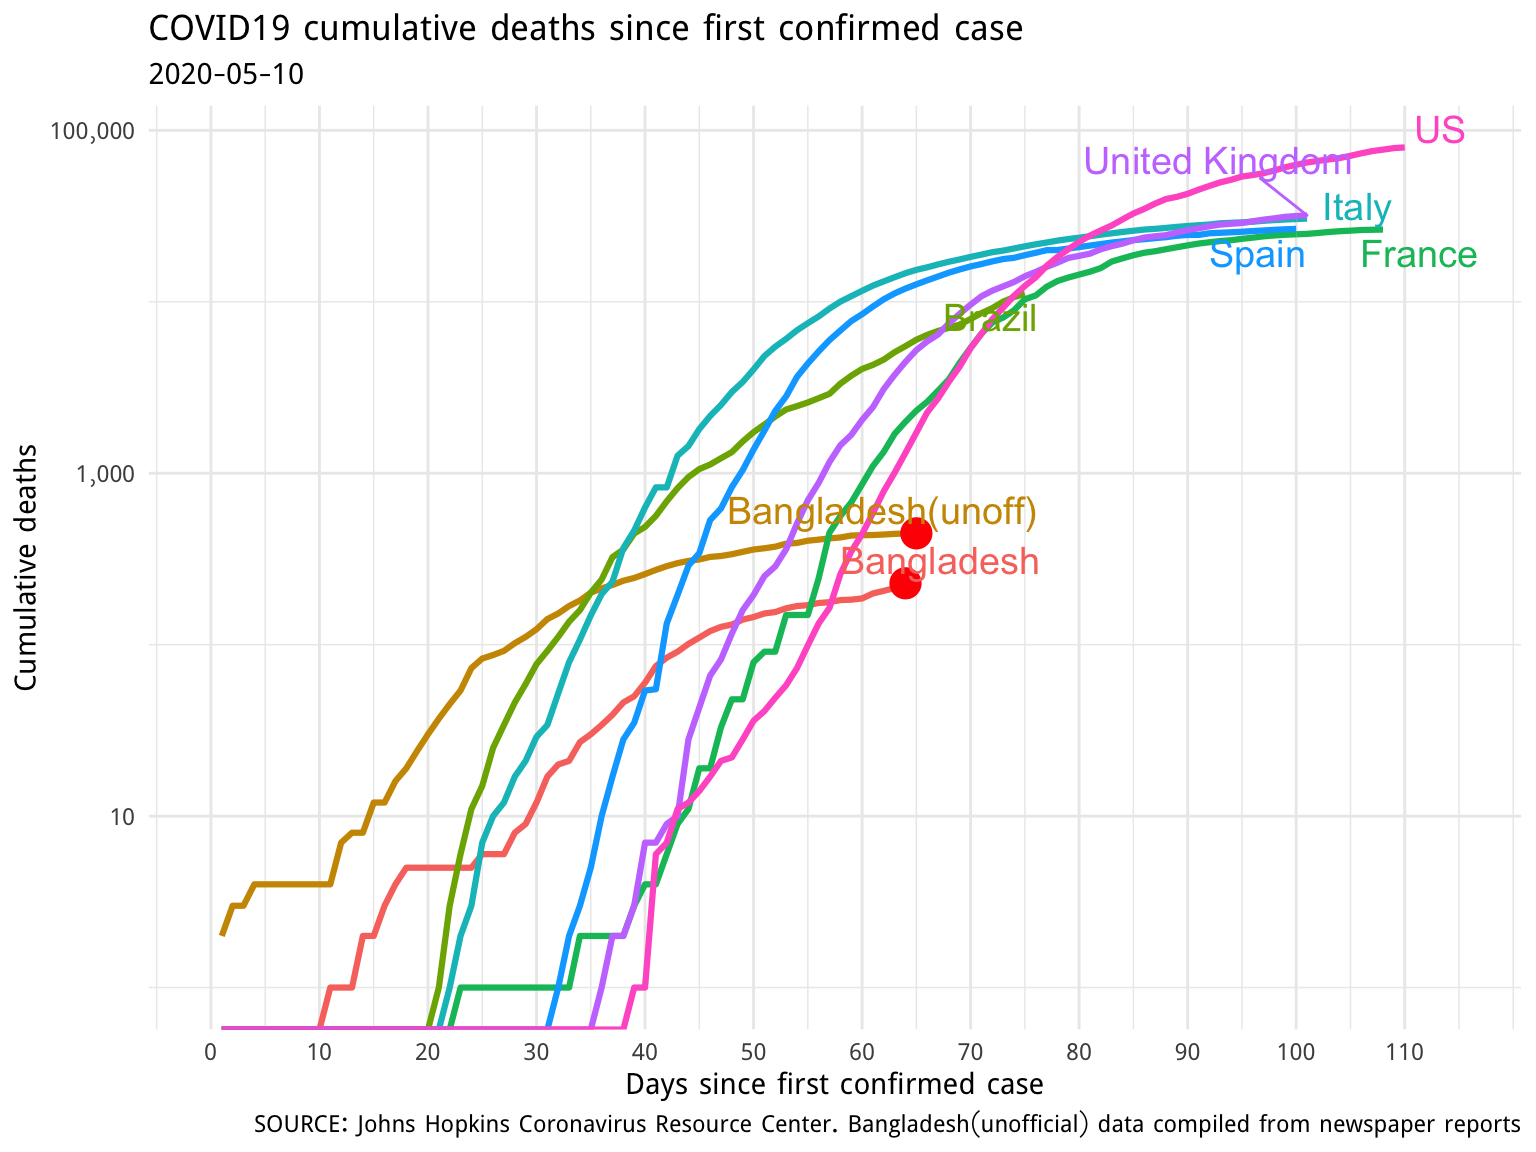 COVID19 cumulative deaths since first confirmed case
2020-05-10
100,000
1,000
10
Cumulative deaths
US
United Kingdom
Italy
Spain
France
Brazil
Bangladesh(unoff)
Bangladesh
0 10 20 30 40 50 60 70 80 90 100 110
Days since first confirmed case
SOURCE: Johns Hopkins Coronavirus Resource Center. Bangladesh(unofficial) data compiled from newspaper reports